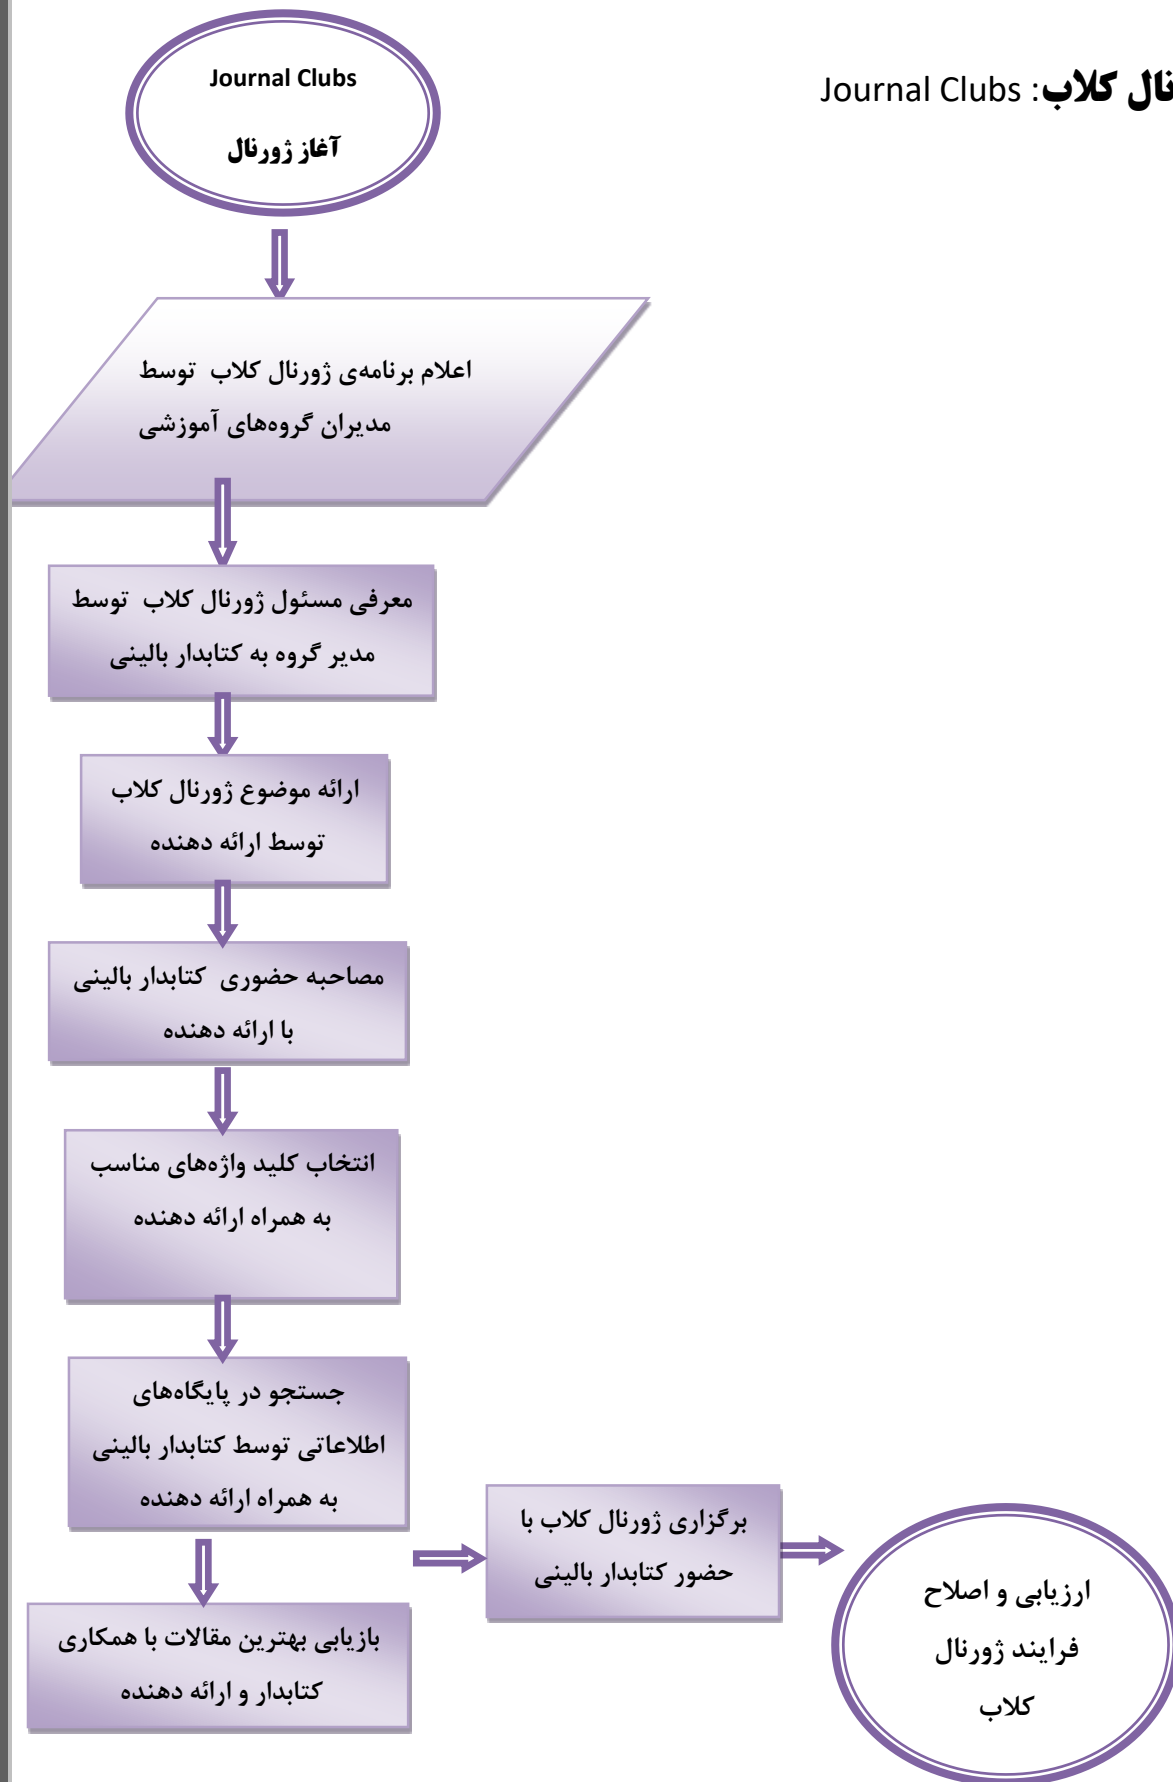 نال کلاب: Journal Clubs
Journal Clubs
آغاز ژورنال
اعلام برنامه‌ی ژورنال کلاب توسط
مدیران گروه‌های آموزشی
معرفی مسئول ژورنال کلاب توسط
مدیر گروه به کتابدار بالینی
ارائه موضوع ژورنال کلاب
توسط ارائه دهنده
مصاحبه حضوری کتابدار بالینی
با ارائه دهنده
انتخاب کلید واژه‌های مناسب
به همراه ارائه دهنده
جستجو در پایگاه‌های
اطلاعاتی توسط کتابدار بالینی
به همراه ارائه دهنده
بازیابی بهترین مقالات با همکاری
کتابدار و ارائه دهنده
برگزاری ژورنال کلاب با
حضور کتابدار بالینی
ارزیابی و اصلاح
فرایند ژورنال
کلاب